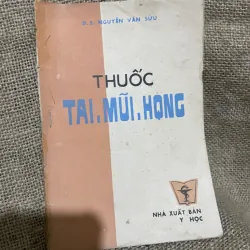 D.S. NGUYỄN VĂN SỬU
THUỐC
TAI.MŨI.HỌNG
NHÀ XUẤT BẢN
Y HỌC